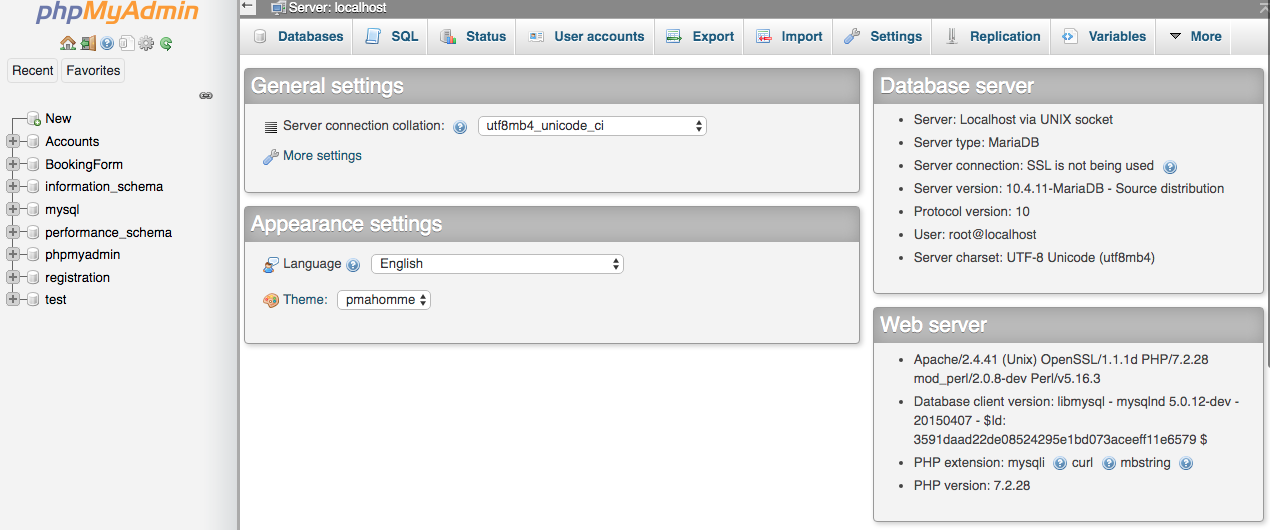 phpMyAdmin
Recent Favorites
New
Accounts
BookingForm
information_schema
mysql
performance_schema
phpmyadmin
registration
test
Server: localhost
Databases SQL Status User accounts Export Import Settings Replication Variables More
General settings
Server connection collation: utf8mb4_unicode_ci
More settings
Appearance settings
Language English
Theme: pmahomme
Database server
Server: Localhost via UNIX socket
Server type: MariaDB
Server connection: SSL is not being used
Server version: 10.4.11-MariaDB - Source distribution
Protocol version: 10
User: root@localhost
Server charset: UTF-8 Unicode (utf8mb4)
Web server
Apache/2.4.41 (Unix) OpenSSL/1.1.1d PHP/7.2.28
mod_perl/2.0.8-dev Perl/v5.16.3
Database client version: libmysql - mysqlnd 5.0.12-dev -
20150407 - $Id:
3591daad22de08524295e1bd073aceeff11e6579 $
PHP extension: mysqli curl mbstring
PHP version: 7.2.28